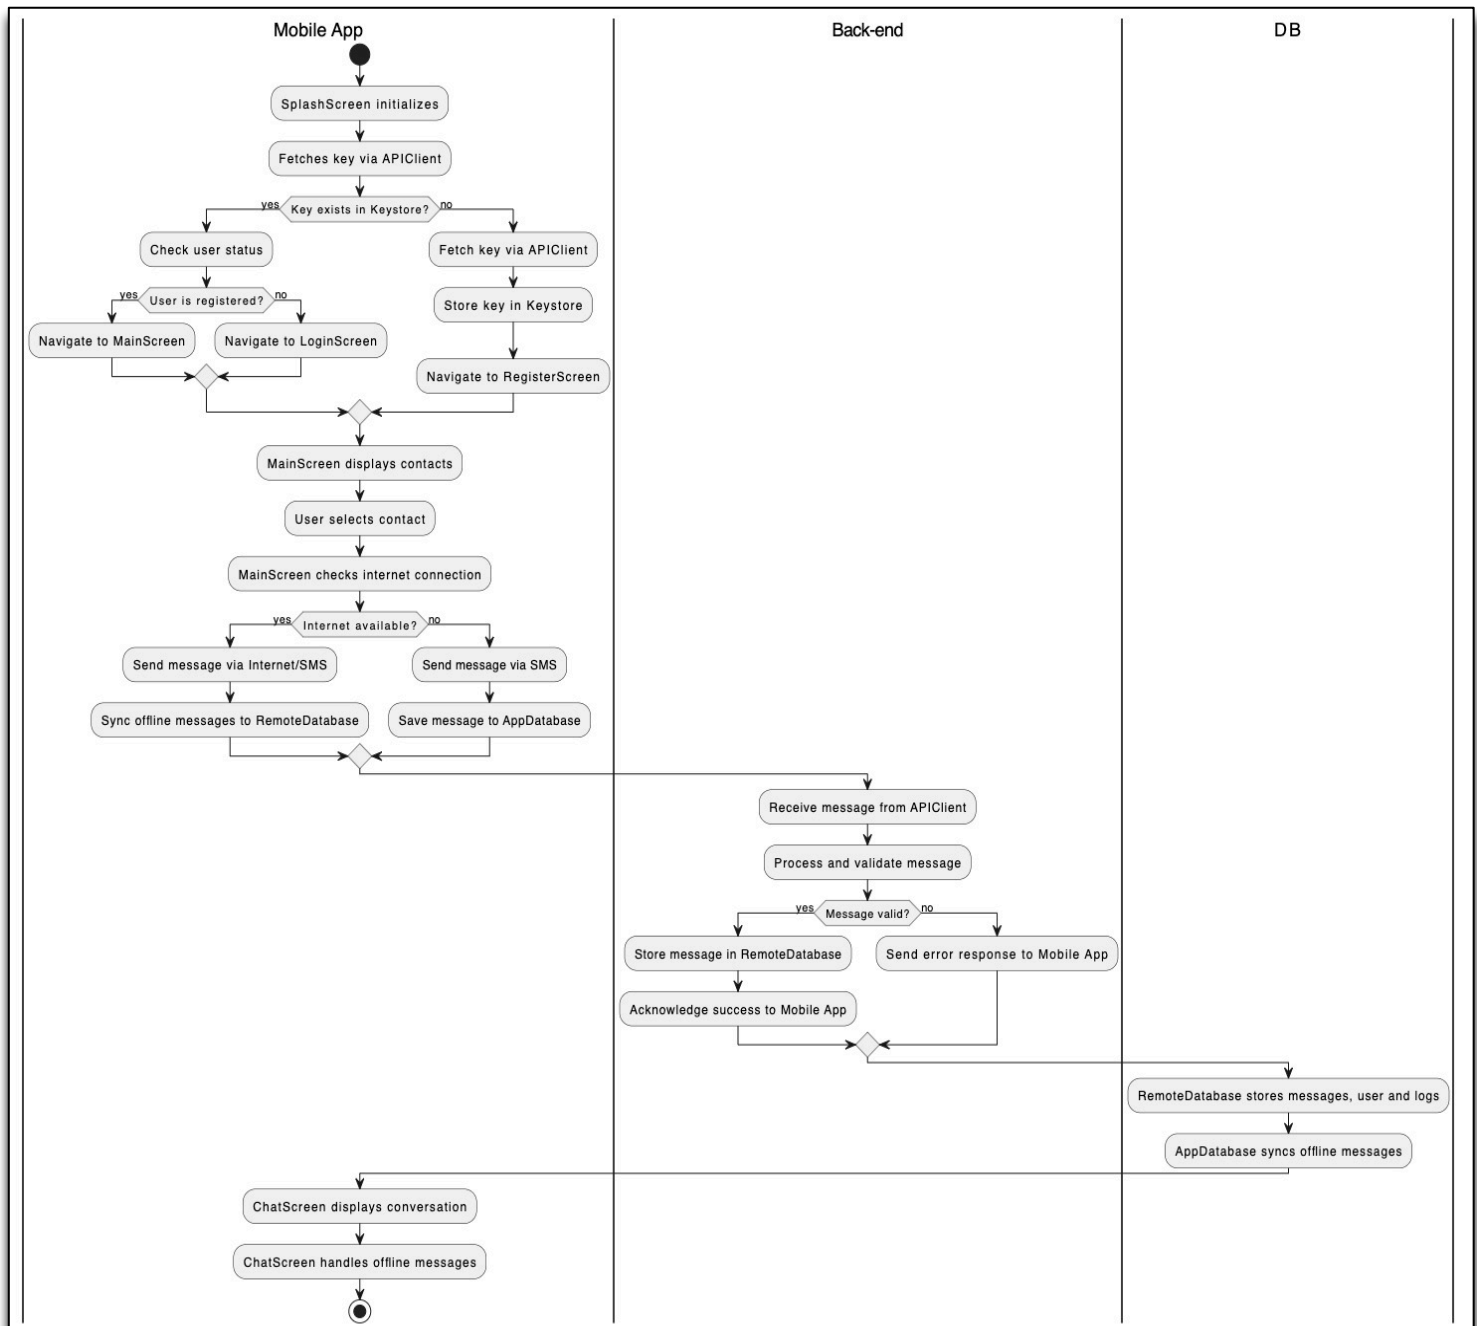 Mobile App
Back-end
DB
SplashScreen initializes
Fetches key via APIClient
yes
Key exists in Keystore?
no
Check user status
Fetch key via APIClient
yes
User is registered?
no
Store key in Keystore
Navigate to MainScreen
Navigate to LoginScreen
Navigate to RegisterScreen
MainScreen displays contacts
User selects contact
MainScreen checks internet connection
yes
Internet available?
no
Send message via Internet/SMS
Send message via SMS
Sync offline messages to RemoteDatabase
Save message to AppDatabase
Receive message from APIClient
Process and validate message
yes
Message valid?
no
Store message in RemoteDatabase
Send error response to Mobile App
Acknowledge success to Mobile App
RemoteDatabase stores messages, user and logs
AppDatabase syncs offline messages
ChatScreen displays conversation
ChatScreen handles offline messages